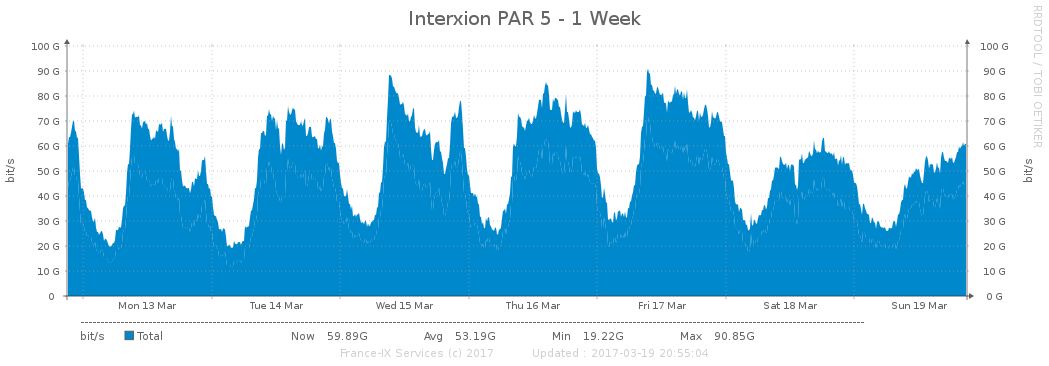 Interxion PAR 5 - 1 Week
RRDTOOL / TOBI OETIKER
bit/s
100 G 100 G
90 G 90 G
80 G 80 G
70 G 70 G
60 G 60 G
50 G 50 G
40 G 40 G
30 G 30 G
20 G 20 G
10 G 10 G
0 0 G
bit/s
Mon 13 Mar Tue 14 Mar Wed 15 Mar Thu 16 Mar Fri 17 Mar Sat 18 Mar Sun 19 Mar
bit/s Total Now 59.89G Avg 53.19G Min 19.22G Max 90.85G
France-IX Services (c) 2017 Updated : 2017-03-19 20:55:04